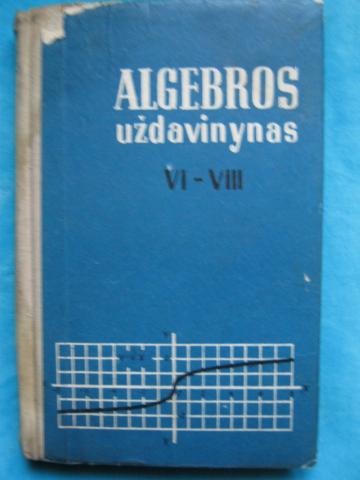 ALGEBROS
uždavinynas
VI-VIII
Y
X